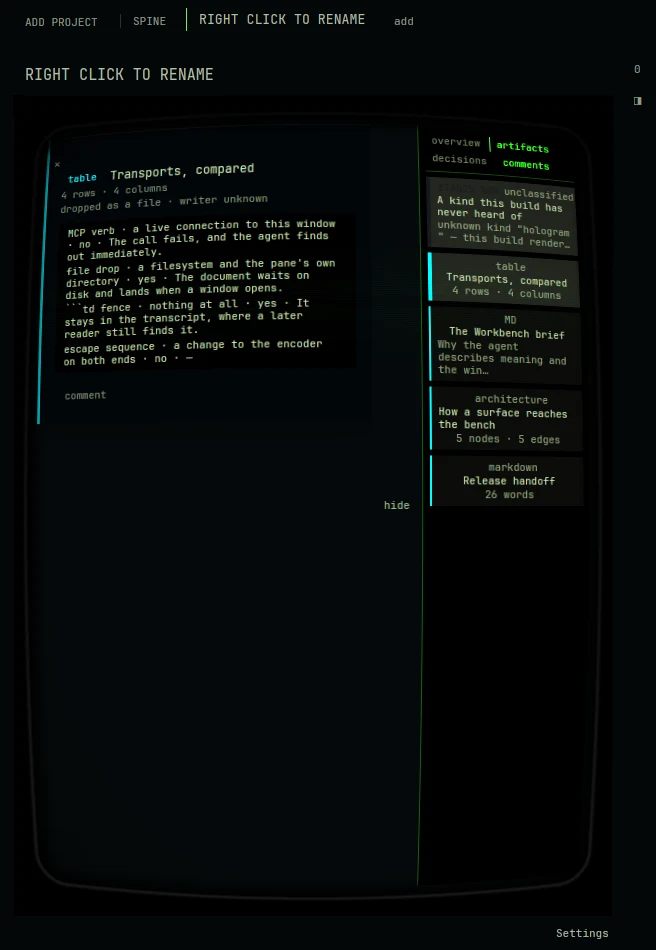 ADD PROJECT
SPINE
RIGHT CLICK TO RENAME
add
RIGHT CLICK TO RENAME
0
×
table Transports, compared
4 rows · 4 columns
dropped as a file · writer unknown
MCP verb · a live connection to this window
· no · The call fails, and the agent finds
out immediately.
file drop · a filesystem and the pane's own
directory · yes · The document waits on
disk and lands when a window opens.
```td fence · nothing at all · yes · It
stays in the transcript, where a later
reader still finds it.
escape sequence · a change to the encoder
on both ends · no · —
comment
hide
overview artifacts
decisions comments
unclassified
A kind this build has
never heard of
unknown kind "hologram
" — this build render…
table
Transports, compared
4 rows · 4 columns
MD
The Workbench brief
Why the agent
describes meaning and
the win…
architecture
How a surface reaches
the bench
5 nodes · 5 edges
markdown
Release handoff
26 words
Settings